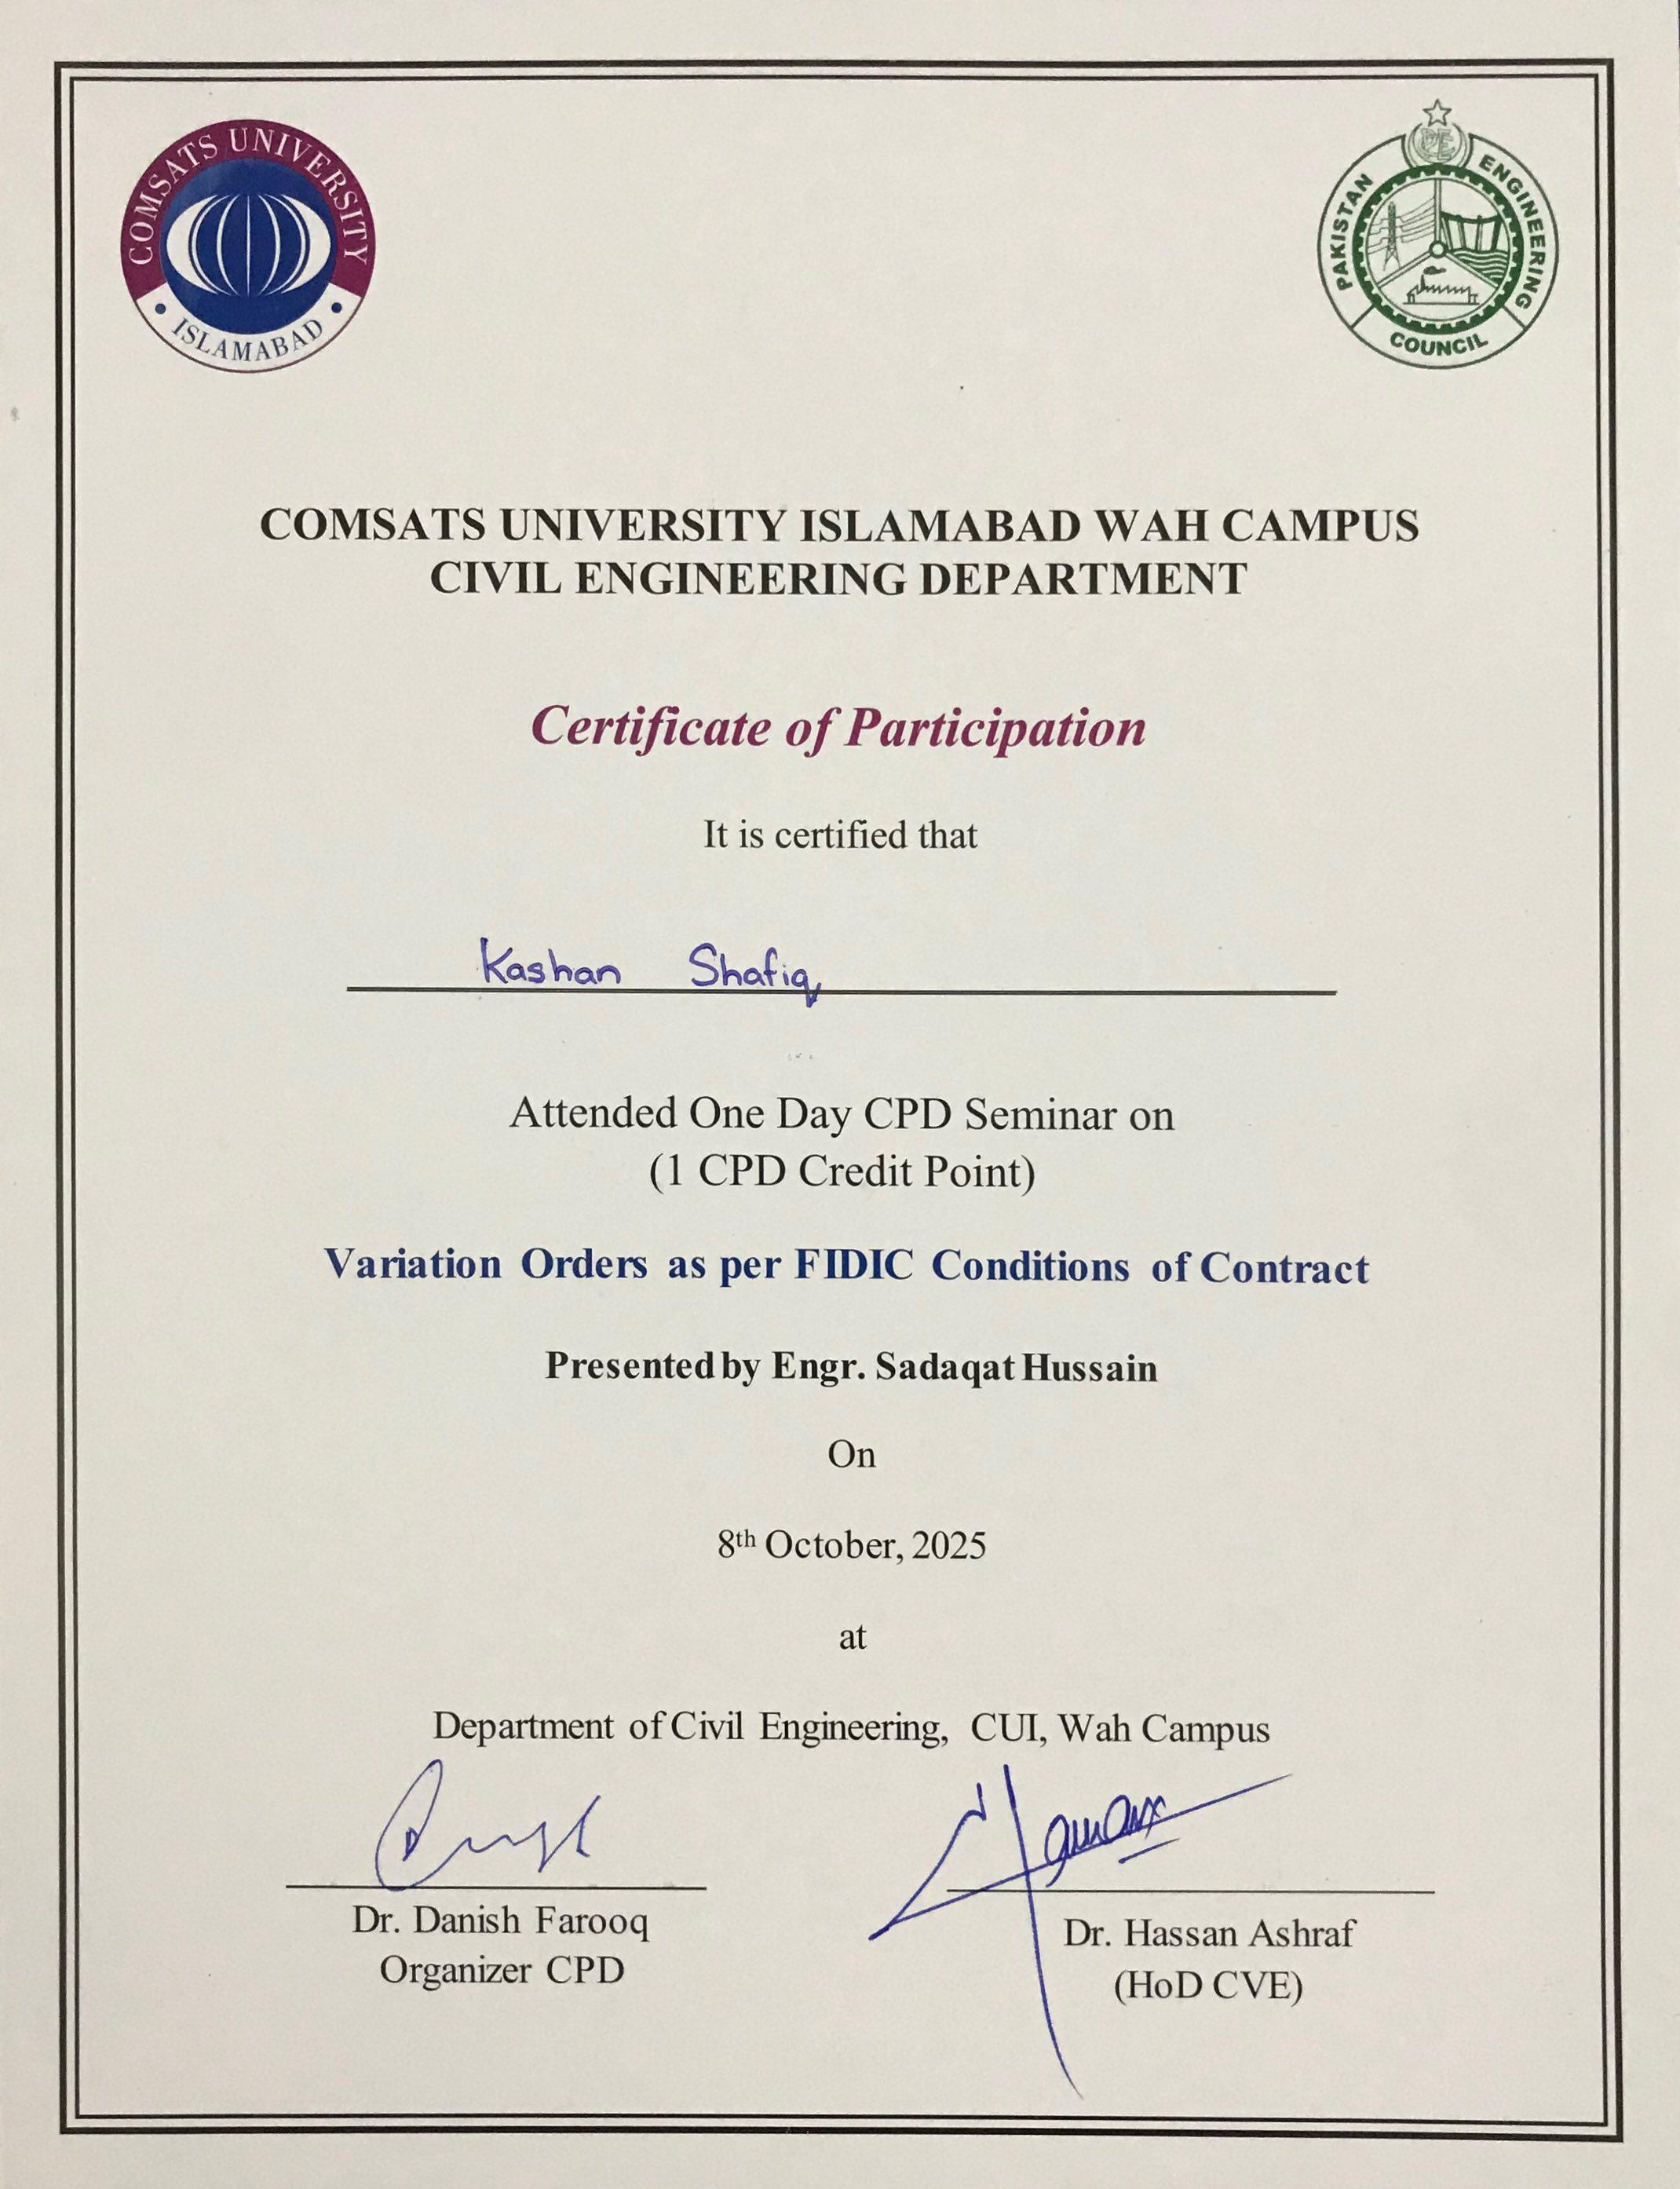 COMSATS UNIVERSITY
ISLAMABAD
PAKISTAN ENGINEERING
COUNCIL
COMSATS UNIVERSITY ISLAMABAD WAH CAMPUS
CIVIL ENGINEERING DEPARTMENT
Certificate of Participation
It is certified that
Kashan Shafiq
Attended One Day CPD Seminar on
(1 CPD Credit Point)
Variation Orders as per FIDIC Conditions of Contract
Presented by Engr. Sadaqat Hussain
On
8th October, 2025
at
Department of Civil Engineering, CUI, Wah Campus
Dr. Danish Farooq
Organizer CPD
Dr. Hassan Ashraf
(HoD CVE)